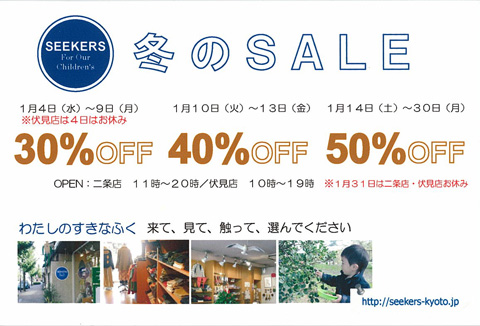 SEEKERS
For Our
Children's
冬のSALE
1月4日（水）～9日（月）
※伏見店は4日はお休み
30%OFF
1月10日（火）～13日（金）
40%OFF
1月14日（土）～30日（月）
50%OFF
OPEN：二条店　11時～20時／伏見店　10時～19時　※1月31日は二条店・伏見店お休み
わたしのすきなふく　来て、見て、触って、選んでください
http://seekers-kyoto.jp